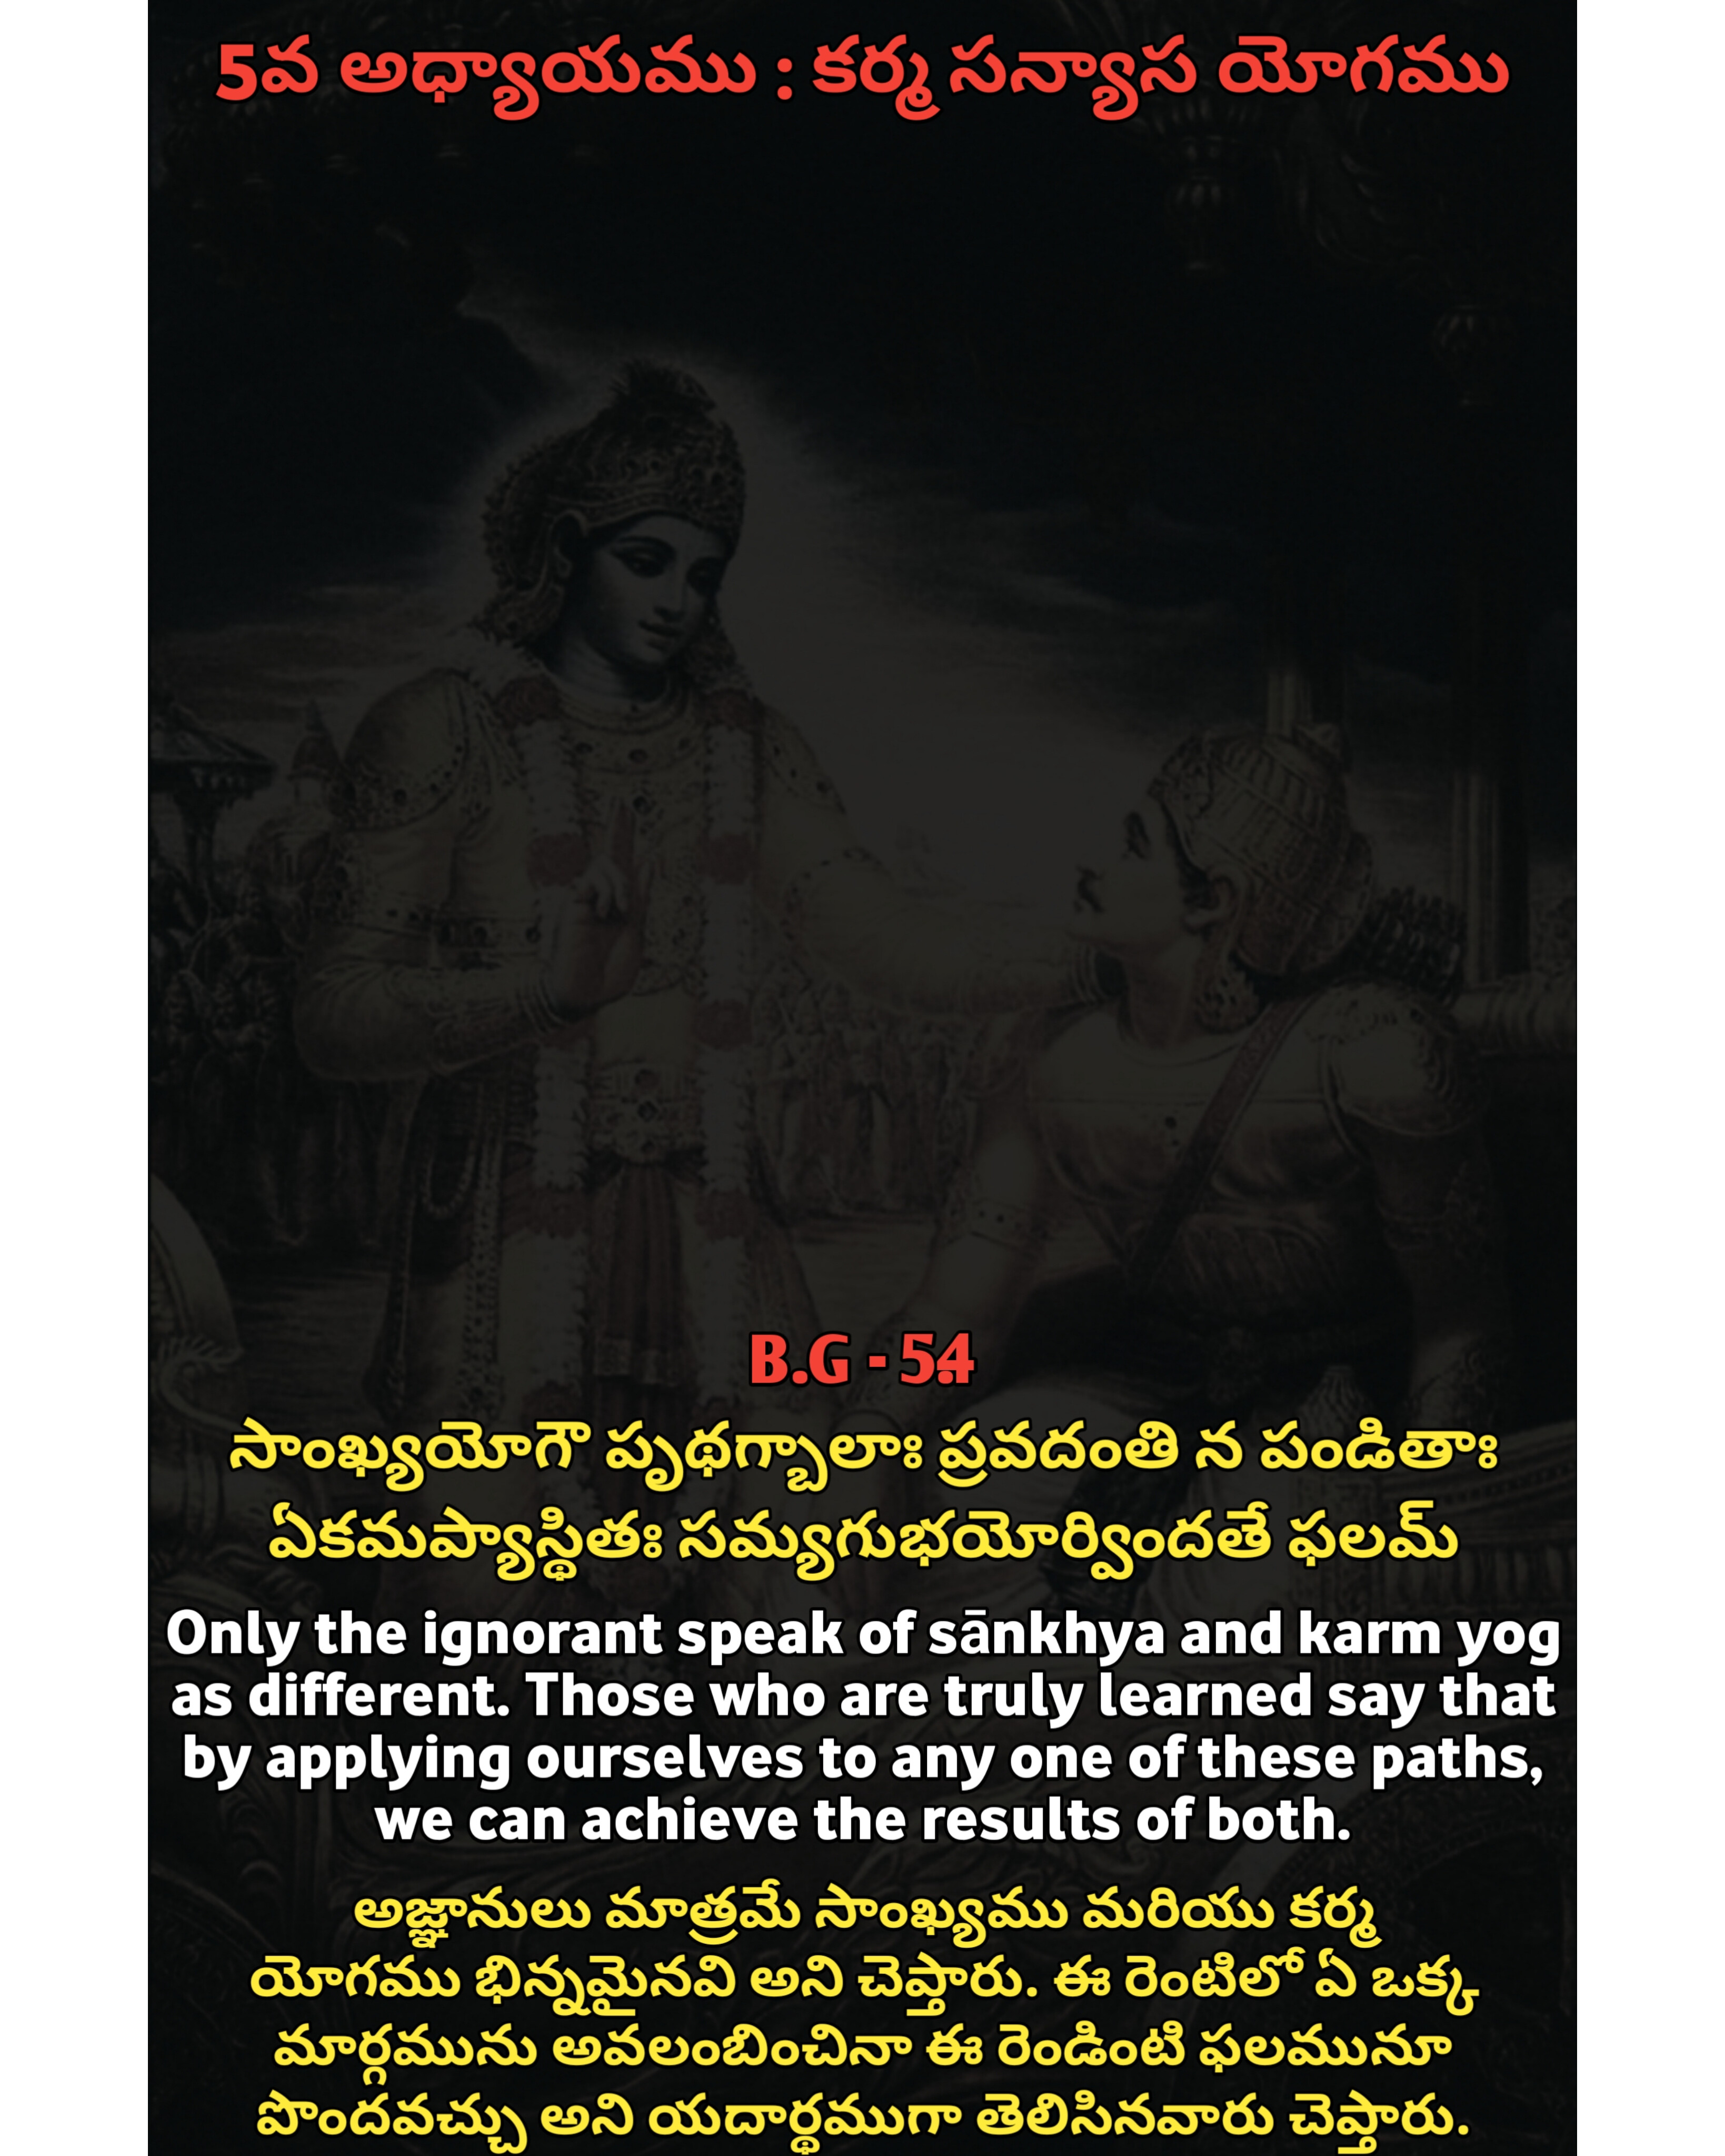 5వ అధ్యాయము : కర్మ సన్యాస యోగము
B.G - 5.4
సాంఖ్యయోగౌ పృథగ్బాలాః ప్రవదంతి న పండితాః
ఏకమప్యాస్థితః సమ్యగుభయోర్విందతే ఫలమ్
Only the ignorant speak of sānkhya and karm yog
as different. Those who are truly learned say that
by applying ourselves to any one of these paths,
we can achieve the results of both.
అజ్ఞానులు మాత్రమే సాంఖ్యము మరియు కర్మ
యోగము భిన్నమైనవి అని చెప్తారు. ఈ రెంటిలో ఏ ఒక్క
మార్గమును అవలంబించినా ఈ రెండింటి ఫలమునూ
పొందవచ్చు అని యదార్థముగా తెలిసినవారు చెప్తారు.